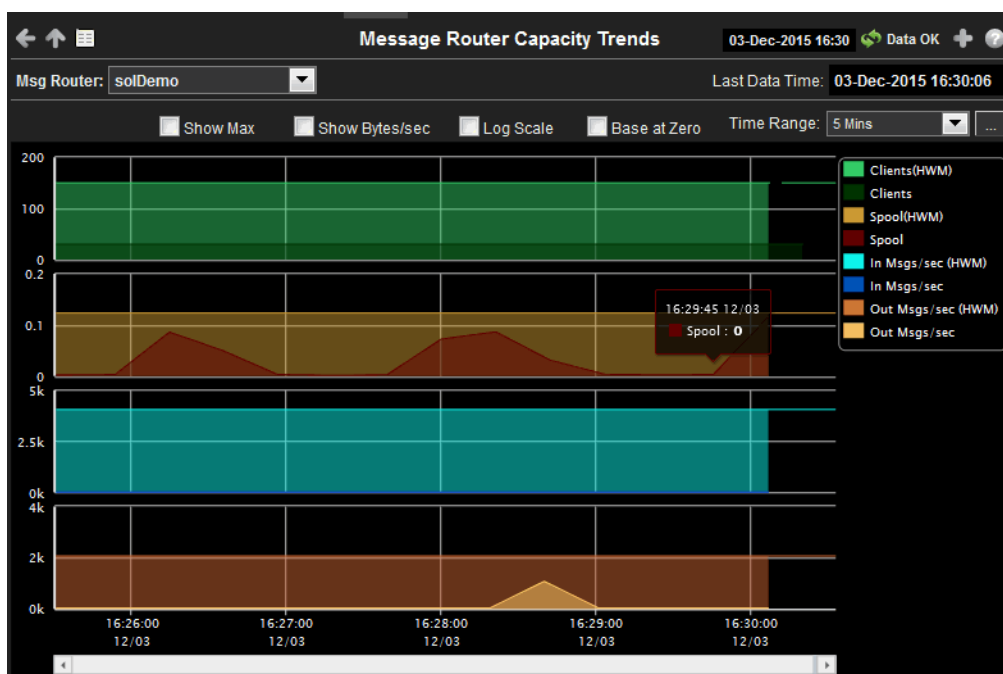 Message Router Capacity Trends
03-Dec-2015 16:30 Data OK
Msg Router: solDemo
Last Data Time: 03-Dec-2015 16:30:06
Show Max Show Bytes/sec Log Scale Base at Zero Time Range: 5 Mins ...
200
100
0
Clients(HWM)
Clients
Spool(HWM)
Spool
In Msgs/sec (HWM)
In Msgs/sec
Out Msgs/sec (HWM)
Out Msgs/sec
0.2
0.1
0
16:29:45 12/03
Spool : 0
5k
2.5k
0k
4k
2k
0k
16:26:00 16:27:00 16:28:00 16:29:00 16:30:00
12/03 12/03 12/03 12/03 12/03